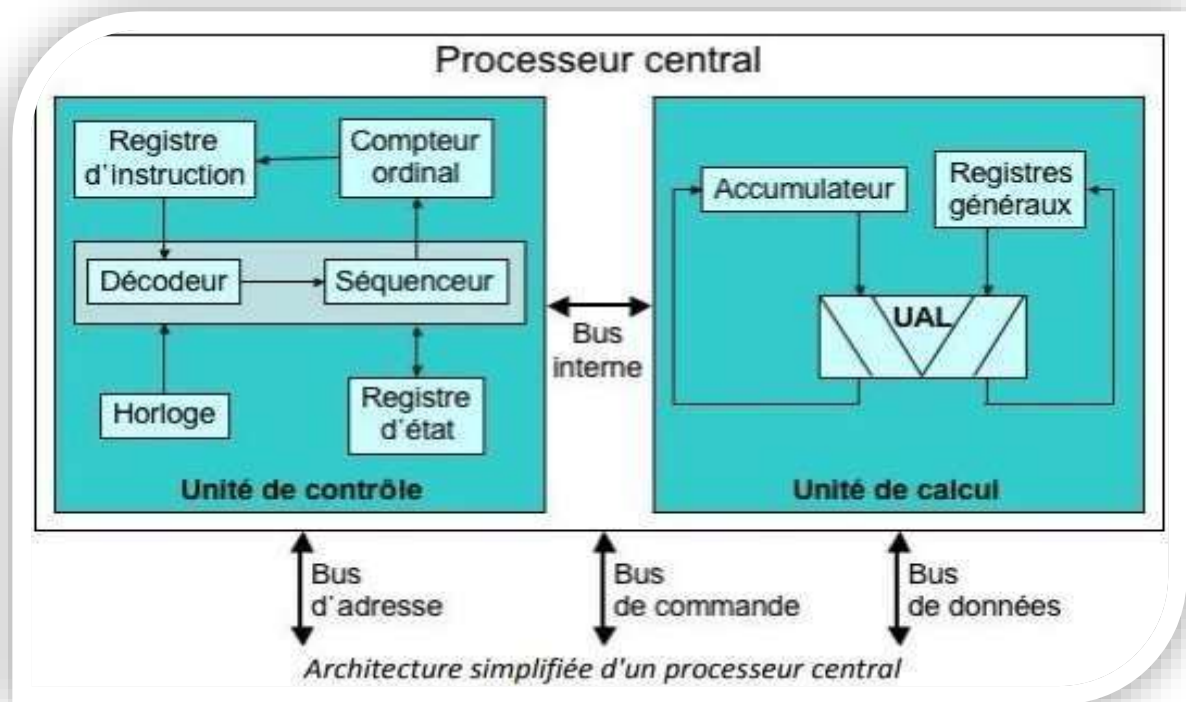 Processeur central
Registre
d'instruction
Compteur
ordinal
Décodeur
Séquenceur
Horloge
Registre
d'état
Unité de contrôle
Bus
interne
Accumulateur
Registres
généraux
UAL
Unité de calcul
Bus
d'adresse
Bus
de commande
Bus
de données
Architecture simplifiée d'un processeur central